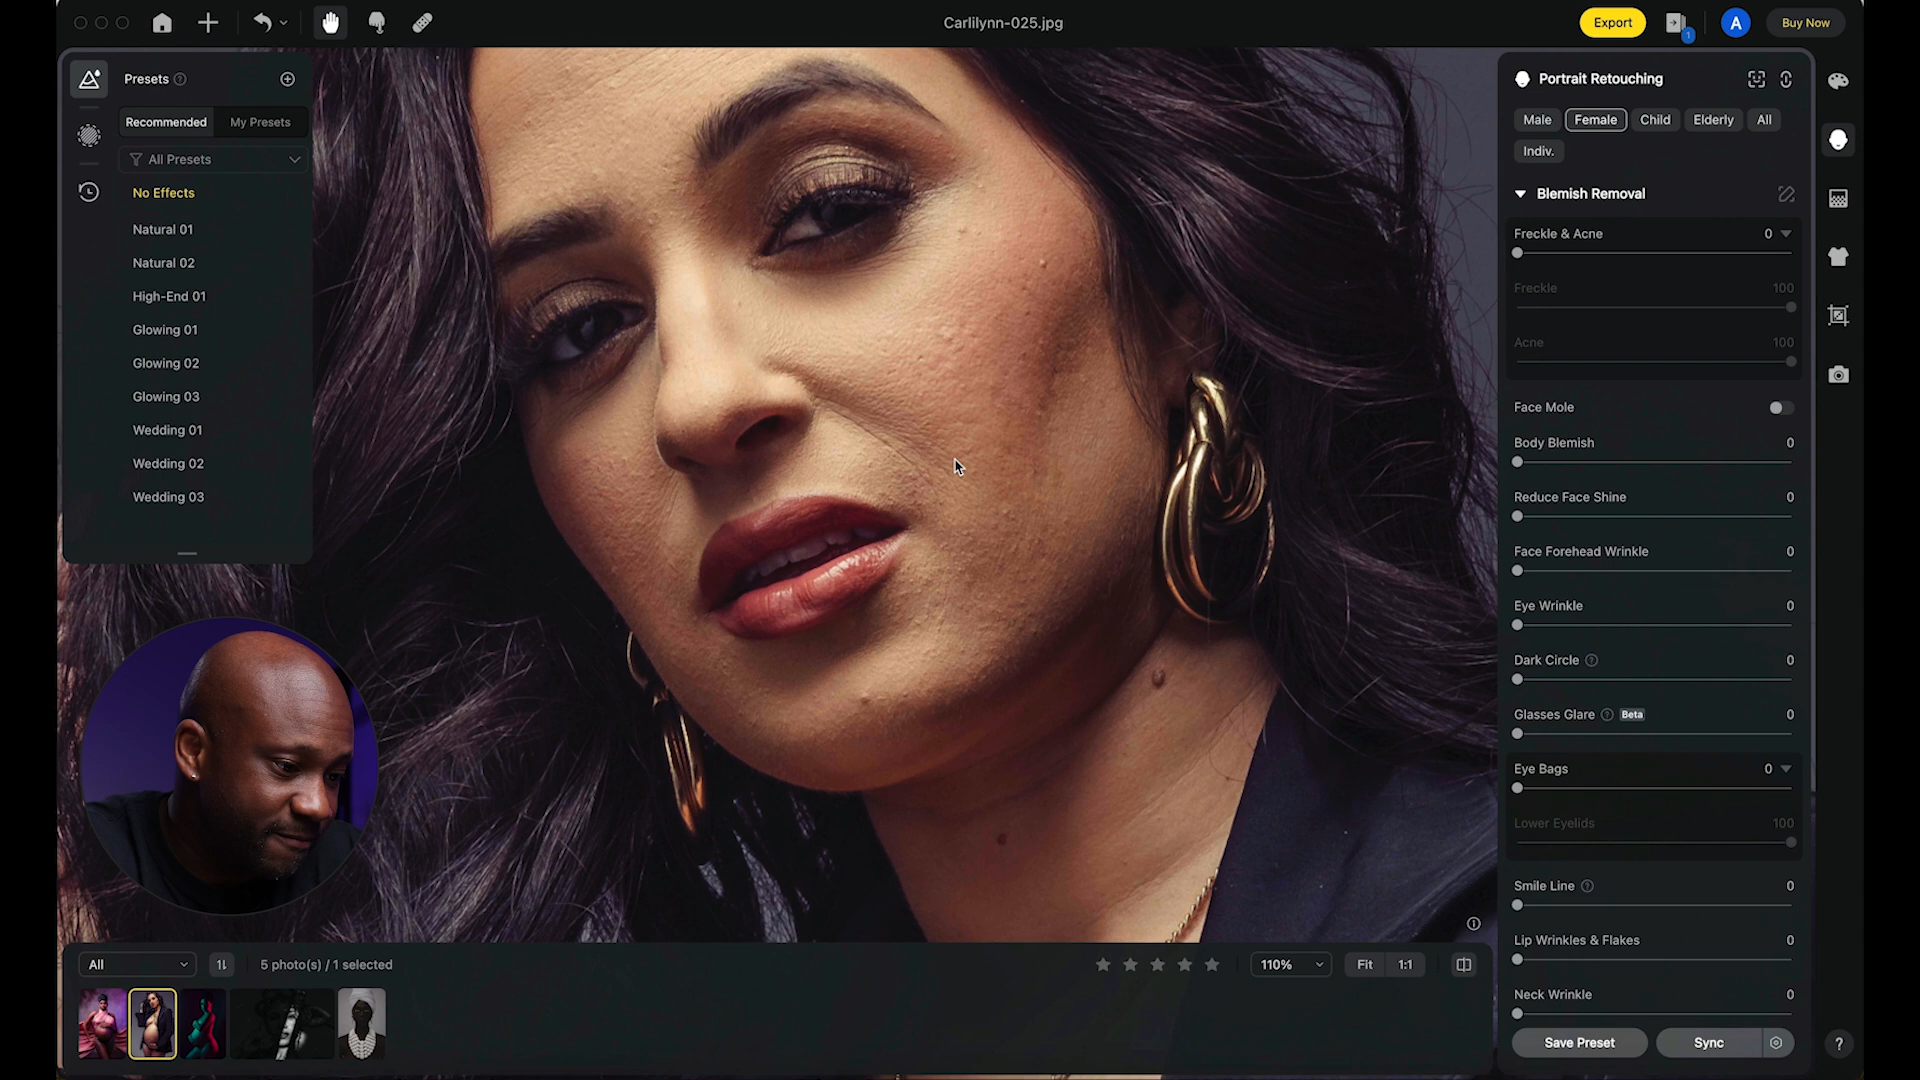 Carlilynn-025.jpg
Export
1
A
Buy Now
Presets
Recommended
My Presets
All Presets
No Effects
Natural 01
Natural 02
High-End 01
Glowing 01
Glowing 02
Glowing 03
Wedding 01
Wedding 02
Wedding 03
Portrait Retouching
Male
Female
Child
Elderly
All
Indiv.
Blemish Removal
Freckle & Acne 0
Freckle 100
Acne 100
Face Mole
Body Blemish 0
Reduce Face Shine 0
Face Forehead Wrinkle 0
Eye Wrinkle 0
Dark Circle 0
Glasses Glare Beta 0
Eye Bags 0
Lower Eyelids 100
Smile Line 0
Lip Wrinkles & Flakes 0
Neck Wrinkle 0
Save Preset
Sync
?
All
5 photo(s) / 1 selected
110%
Fit
1:1